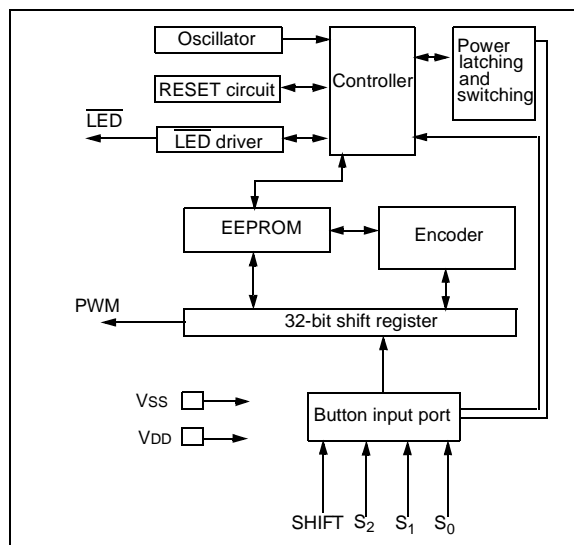 Oscillator
Controller
Power
latching
and
switching
RESET circuit
LED
LED driver
EEPROM
Encoder
PWM
32-bit shift register
VSS
Button input port
VDD
SHIFT S2 S1 S0